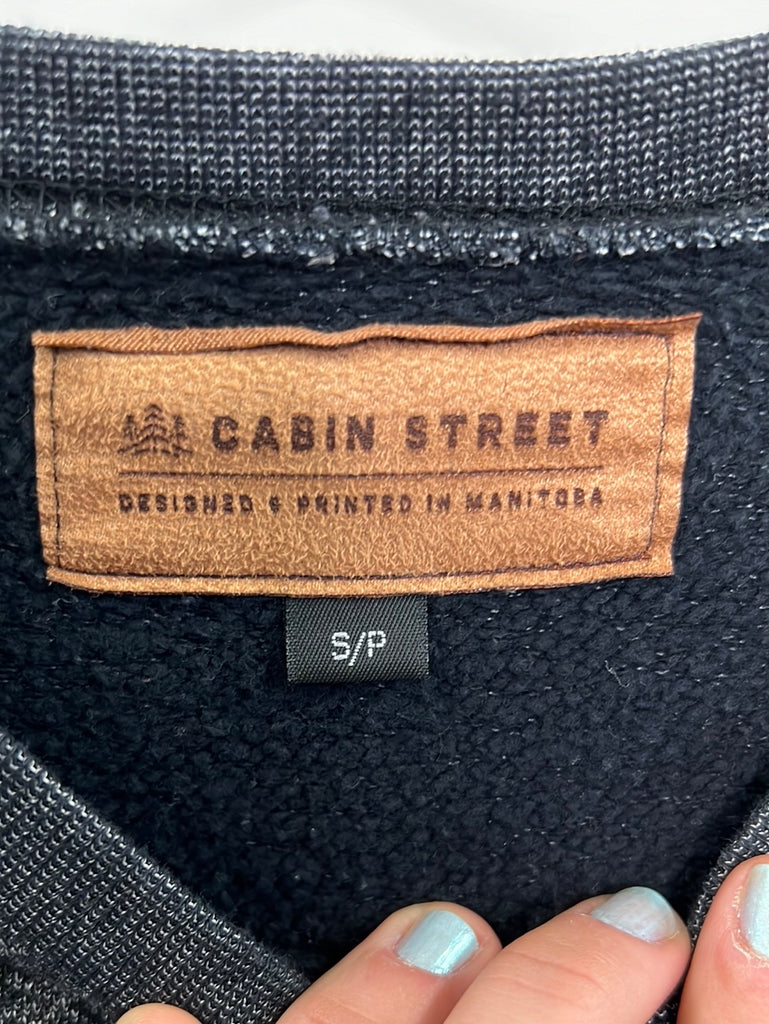 CABIN STREET
DESIGNED & PRINTED IN MANITOBA
S/P